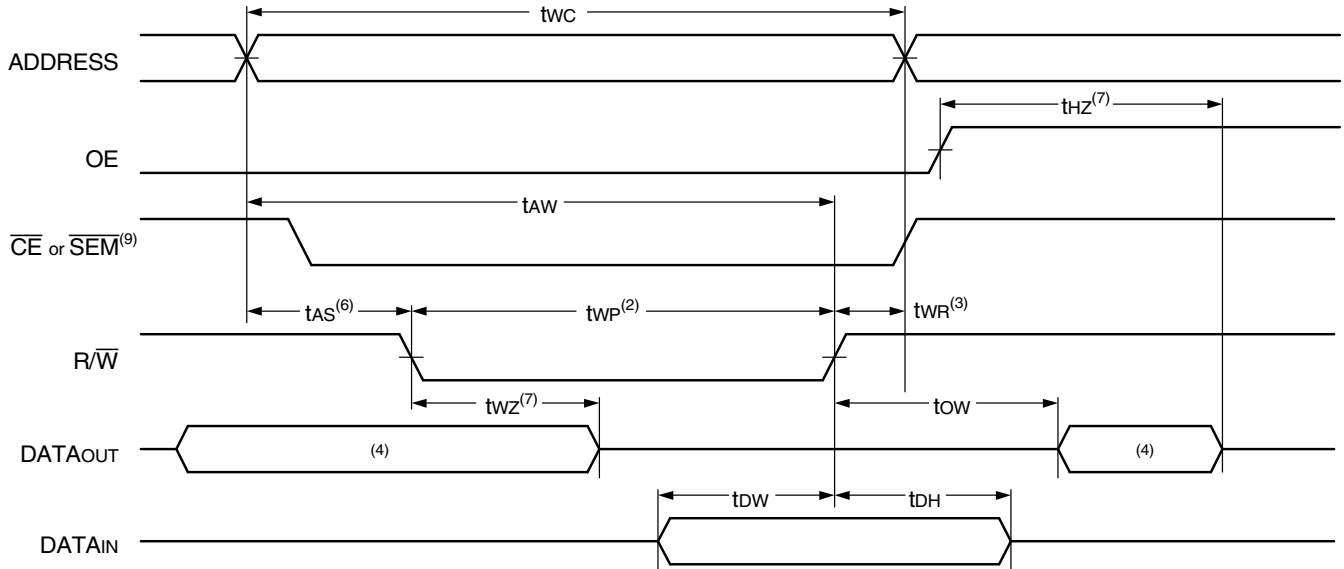 tWC
ADDRESS
tHZ(7)
OE
tAW
CE or SEM(9)
tAS(6) tWP(2) tWR(3)
R/W
tWZ(7) tOW
DATAOUT (4) (4)
tDW tDH
DATAIN